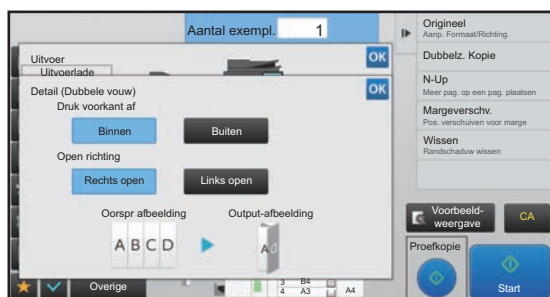 Aantal exempl. 1
Uitvoer
OK
Uitvoerlade
Detail (Dubbele vouw)
OK
Druk voorkant af
Binnen
Buiten
Open richting
Rechts open
Links open
Oorspr afbeelding
Output-afbeelding
A B C D
A d
Overige
3 B4
4 A3
A4
Origineel
Aanp. Formaat/Richting.
Dubbelz. Kopie
N-Up
Meer pag. op een pag. plaatsen
Margeverschv.
Pos. verschuiven voor marge
Wissen
Randschaduw wissen
Voorbeeld-
weergave
CA
Proefkopie
Start